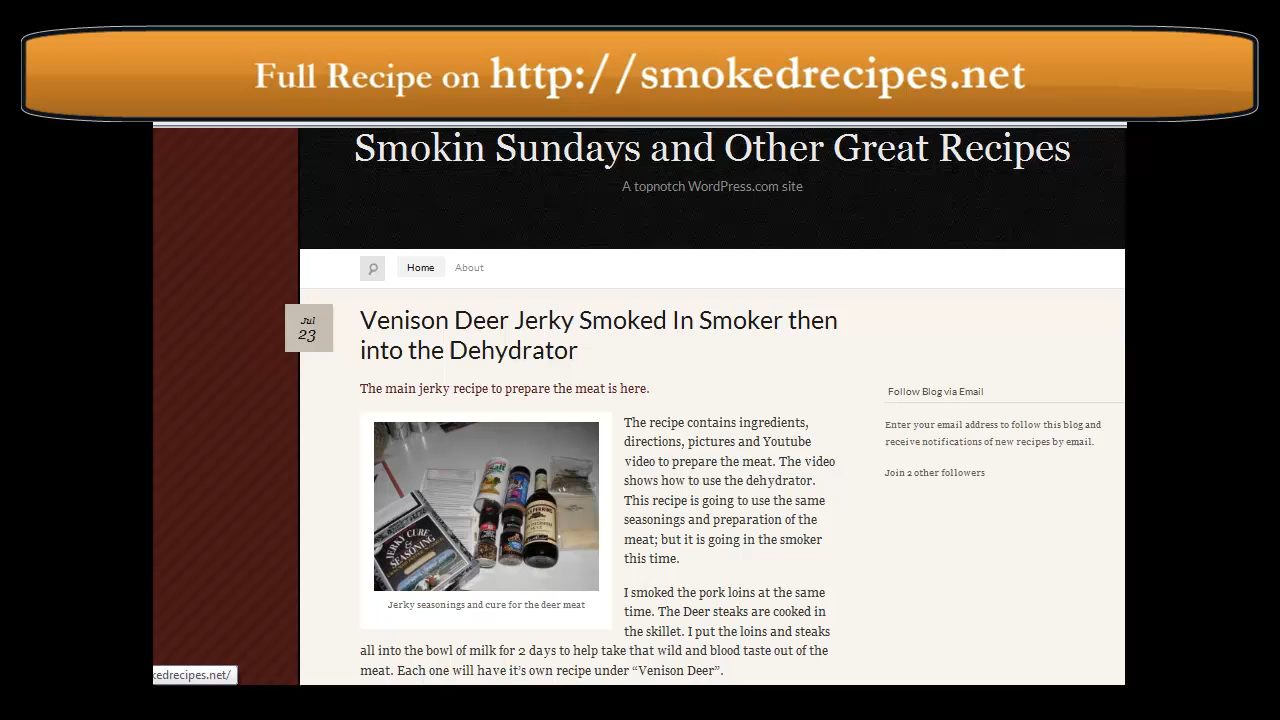 Full Recipe on http://smokedrecipes.net
Smokin Sundays and Other Great Recipes
A topnotch WordPress.com site
Home
About
Jul
23
Venison Deer Jerky Smoked In Smoker then
into the Dehydrator
The main jerky recipe to prepare the meat is here.
JERKY CURE
& SEASONING
Jerky seasonings and cure for the deer meat
The recipe contains ingredients,
directions, pictures and Youtube
video to prepare the meat. The video
shows how to use the dehydrator.
This recipe is going to use the same
seasonings and preparation of the
meat; but it is going in the smoker
this time.
I smoked the pork loins at the same
time. The Deer steaks are cooked in
the skillet. I put the loins and steaks
all into the bowl of milk for 2 days to help take that wild and blood taste out of the
meat. Each one will have it’s own recipe under “Venison Deer”.
Follow Blog via Email
Enter your email address to follow this blog and
receive notifications of new recipes by email.
Join 2 other followers
kedrecipes.net/